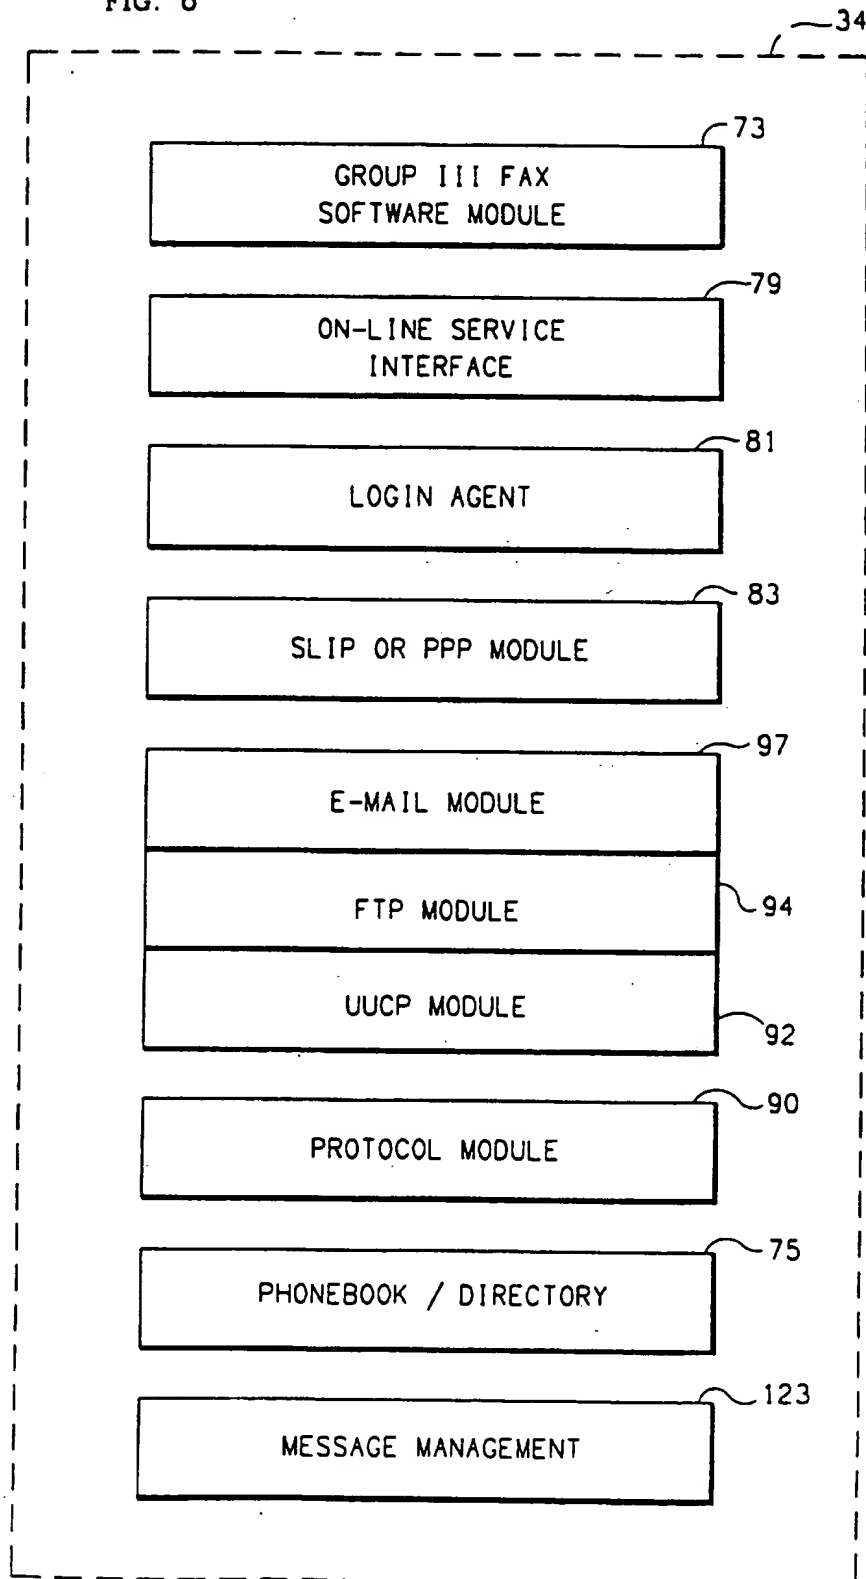 FIG. 6
34
73
GROUP III FAX
SOFTWARE MODULE
79
ON-LINE SERVICE
INTERFACE
81
LOGIN AGENT
83
SLIP OR PPP MODULE
97
E-MAIL MODULE
FTP MODULE
94
UUCP MODULE
92
90
PROTOCOL MODULE
75
PHONEBOOK / DIRECTORY
123
MESSAGE MANAGEMENT